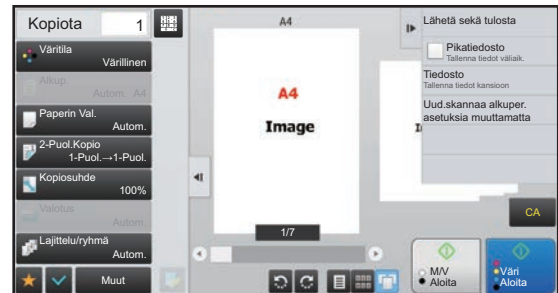 Kopiota 1
Väritila
Värillinen
Alkup.
Autom. A4
Paperin Val.
Autom.
2-Puol.Kopio
1-Puol.→1-Puol.
Kopiosuhde
100%
Valotus
Autom.
Lajittelu/ryhmä
Autom.
Muut
A4
A4
Image
1/7
Lähetä sekä tulosta
Pikatiedosto
Tallenna tiedot väliaik.
Tiedosto
Tallenna tiedot kansioon
Uud.skannaa alkuper.
asetuksia muuttamatta
CA
M/V
Aloita
Väri
Aloita